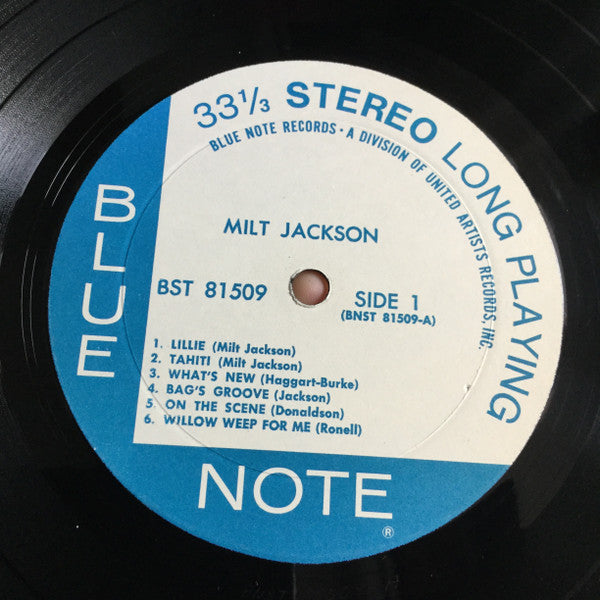 33⅓ STEREO LONG PLAYING
BLUE NOTE RECORDS • A DIVISION OF UNITED ARTISTS RECORDS, INC.
MILT JACKSON
BST 81509
SIDE 1
(BNST 81509-A)
1. LILLIE (Milt Jackson)
2. TAHITI (Milt Jackson)
3. WHAT'S NEW (Haggart-Burke)
4. BAG'S GROOVE (Jackson)
5. ON THE SCENE (Donaldson)
6. WILLOW WEEP FOR ME (Ronell)
BLUE
NOTE ®